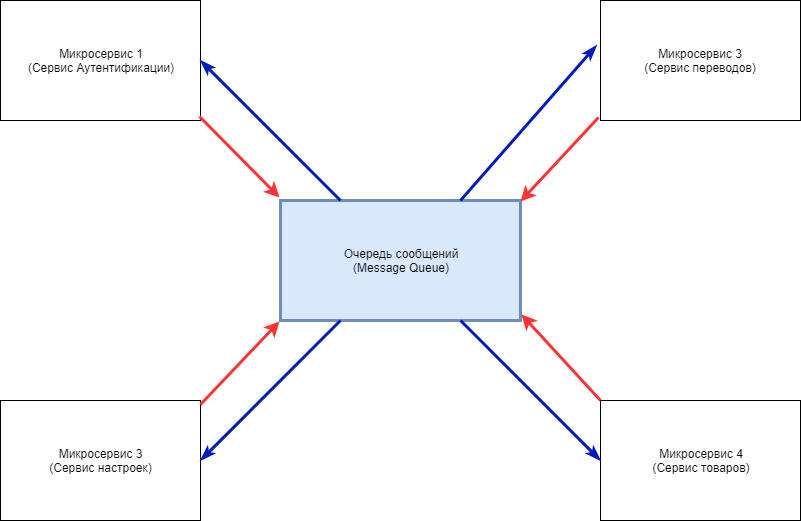 Микросервис 1
(Сервис Аутентификации)
Микросервис 3
(Сервис переводов)
Очередь сообщений
(Message Queue)
Микросервис 3
(Сервис настроек)
Микросервис 4
(Сервис товаров)